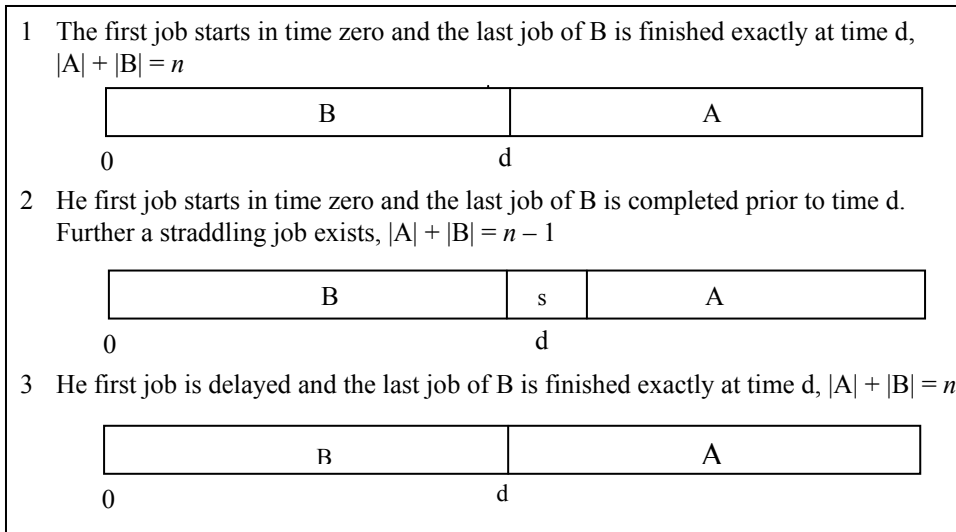 1 The first job starts in time zero and the last job of B is finished exactly at time d,
|A| + |B| = n
B A
0 d
2 He first job starts in time zero and the last job of B is completed prior to time d.
Further a straddling job exists, |A| + |B| = n – 1
B s A
0 d
3 He first job is delayed and the last job of B is finished exactly at time d, |A| + |B| = n
B A
0 d